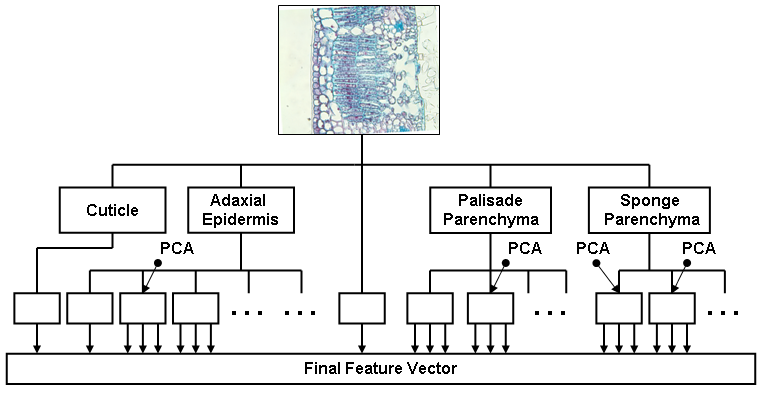 Cuticle
Adaxial
Epidermis
Palisade
Parenchyma
Sponge
Parenchyma
PCA
PCA
PCA
PCA
Final Feature Vector